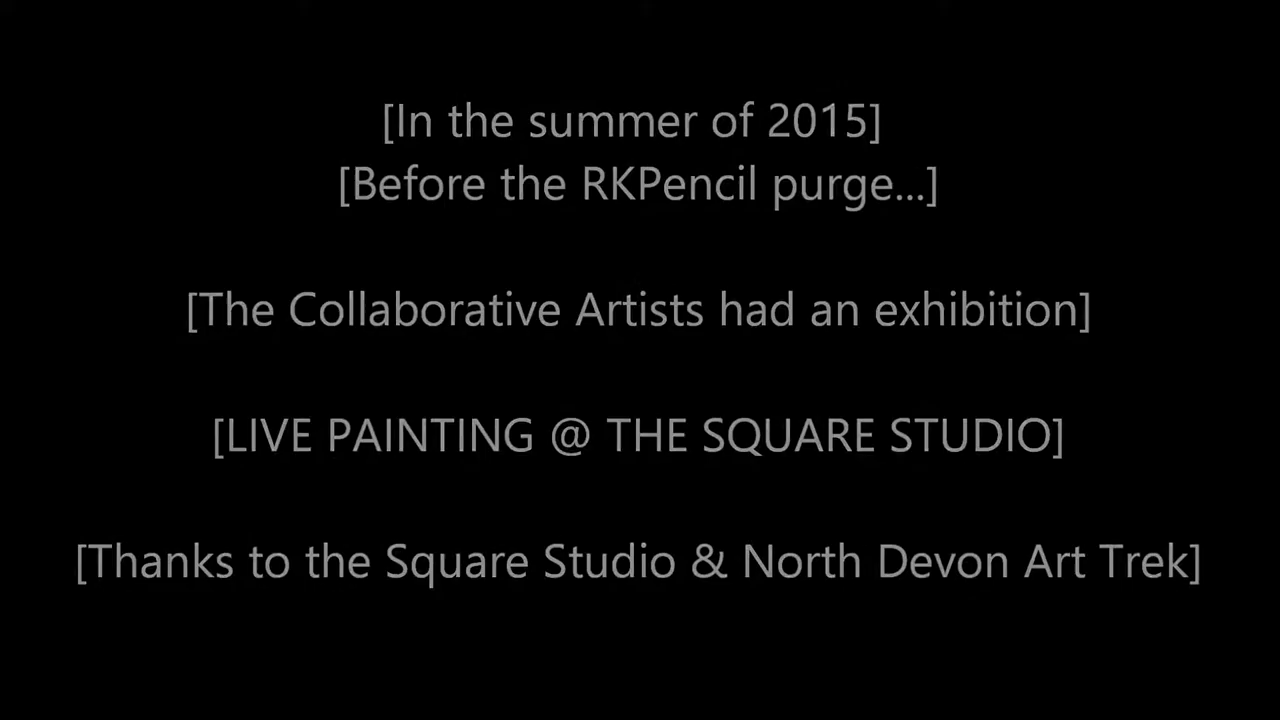 [In the summer of 2015]
[Before the RKPencil purge...]
[The Collaborative Artists had an exhibition]
[LIVE PAINTING @ THE SQUARE STUDIO]
[Thanks to the Square Studio & North Devon Art Trek]